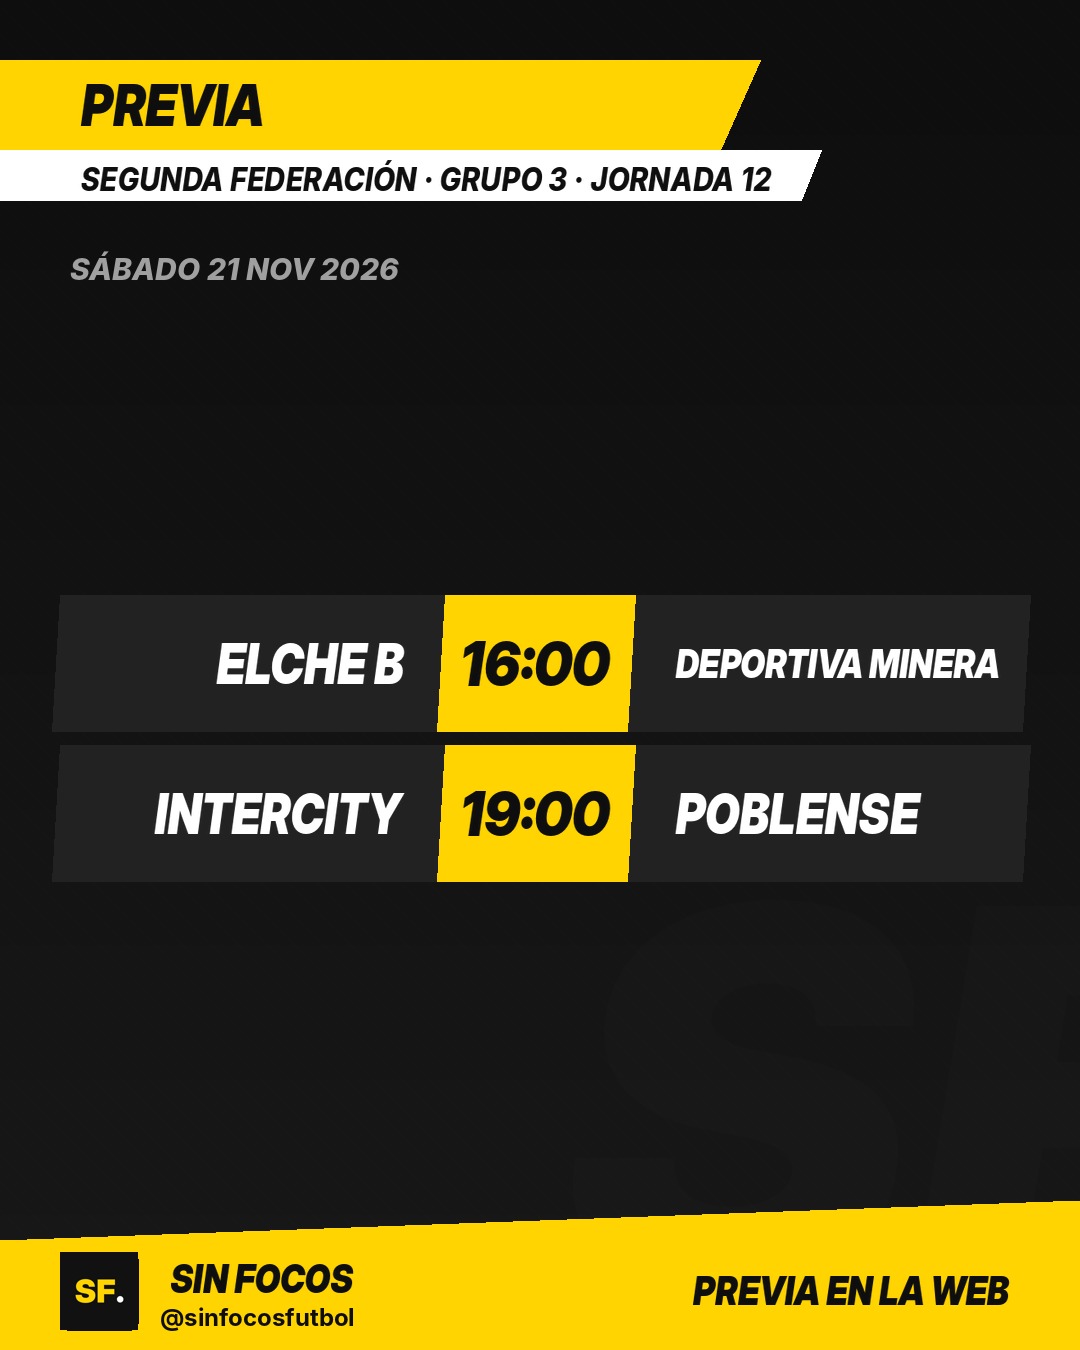 PREVIA
SEGUNDA FEDERACIÓN · GRUPO 3 · JORNADA 12
SÁBADO 21 NOV 2026
ELCHE B 16:00 DEPORTIVA MINERA
INTERCITY 19:00 POBLENSE
SF
SF.
SIN FOCOS
@sinfocosfutbol
PREVIA EN LA WEB